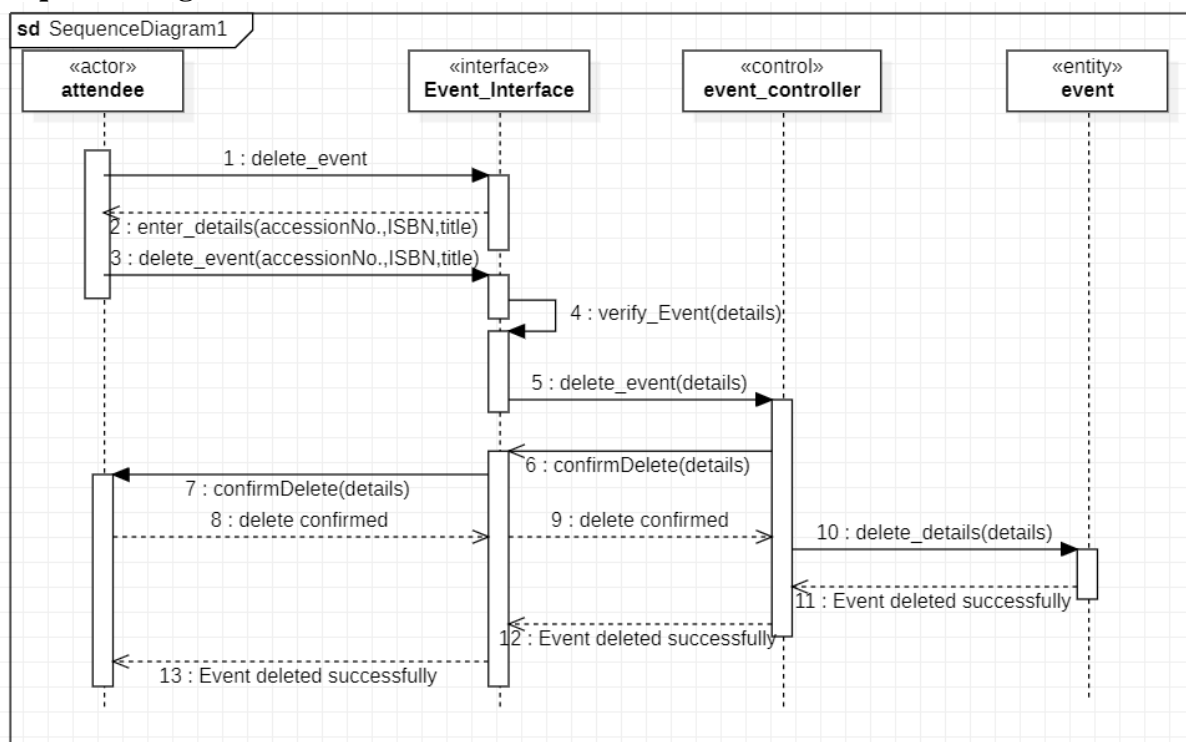 sd SequenceDiagram1
«actor»
attendee
«interface»
Event_Interface
«control»
event_controller
«entity»
event
1 : delete_event
2 : enter_details(accessionNo.,ISBN,title)
3 : delete_event(accessionNo.,ISBN,title)
4 : verify_Event(details)
5 : delete_event(details)
6 : confirmDelete(details)
7 : confirmDelete(details)
8 : delete confirmed
9 : delete confirmed
10 : delete_details(details)
11 : Event deleted successfully
12 : Event deleted successfully
13 : Event deleted successfully